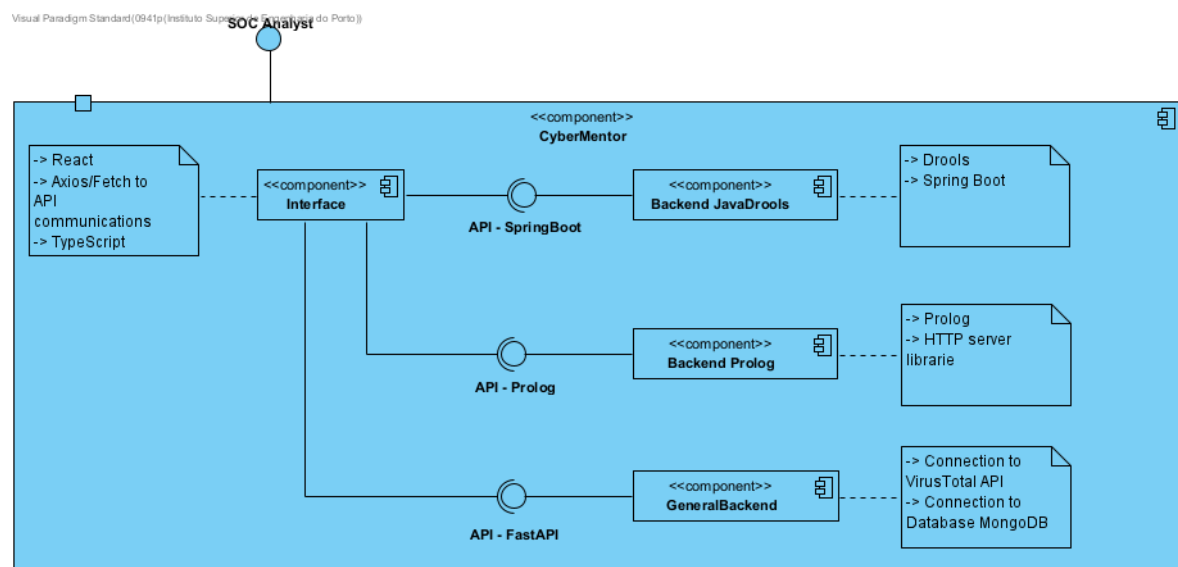 Visual Paradigm Standard(0941p(Instituto Superior de Engenharia do Porto))
SOC Analyst
<<component>>
CyberMentor
-> React
-> Axios/Fetch to
API
communications
-> TypeScript
<<component>>
Interface
API - SpringBoot
<<component>>
Backend JavaDrools
-> Drools
-> Spring Boot
API - Prolog
<<component>>
Backend Prolog
-> Prolog
-> HTTP server
librarie
API - FastAPI
<<component>>
GeneralBackend
-> Connection to
VirusTotal API
-> Connection to
Database MongoDB